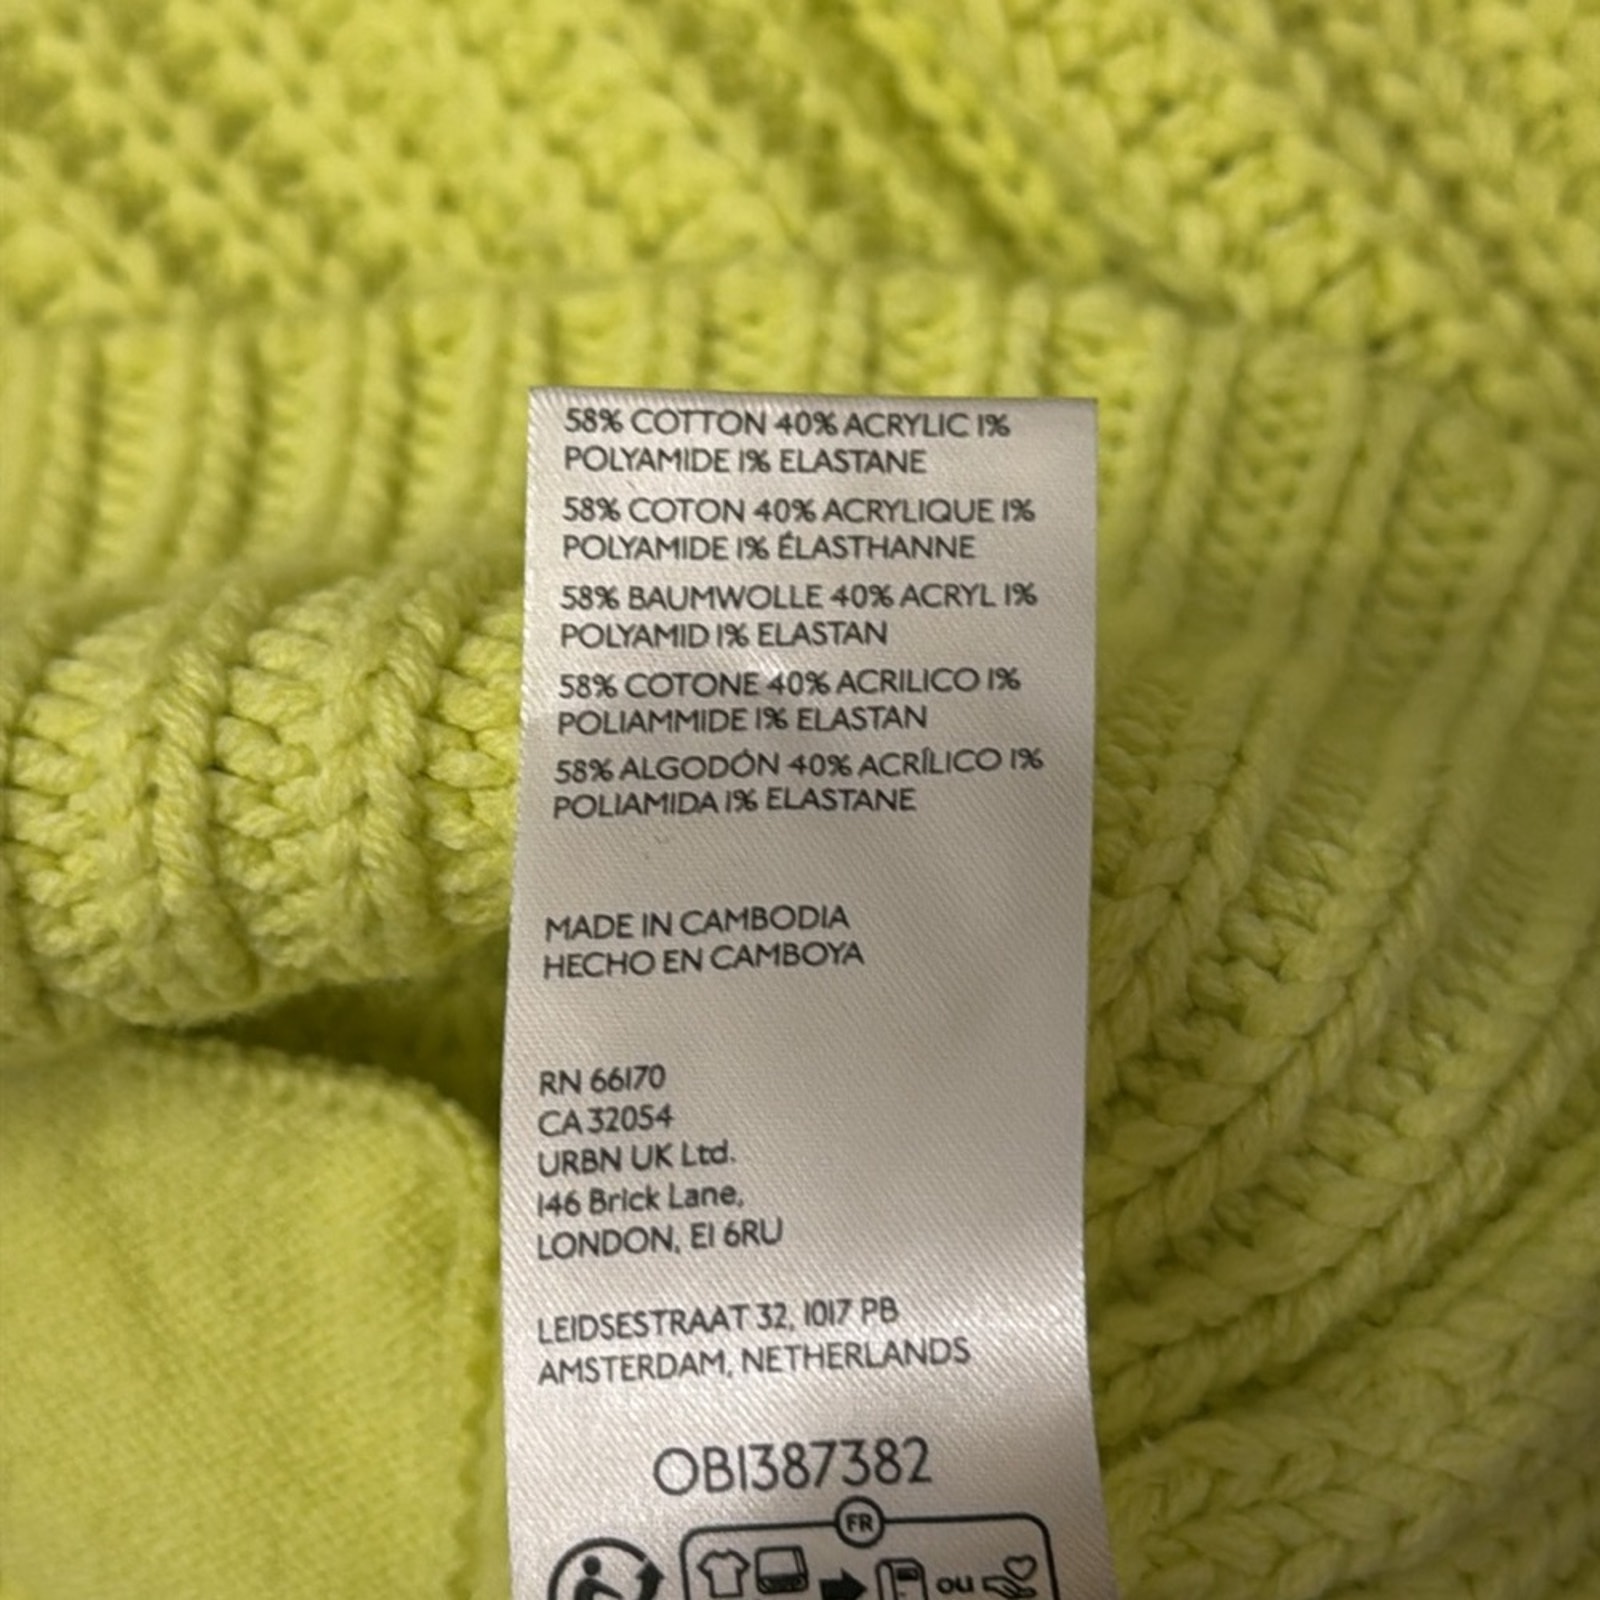 58% COTTON 40% ACRYLIC 1%
POLYAMIDE 1% ELASTANE
58% COTON 40% ACRYLIQUE 1%
POLYAMIDE 1% ÉLASTHANNE
58% BAUMWOLLE 40% ACRYL 1%
POLYAMID 1% ELASTAN
58% COTONE 40% ACRILICO 1%
POLIAMMIDE 1% ELASTAN
58% ALGODÓN 40% ACRÍLICO 1%
POLIAMIDA 1% ELASTANE
MADE IN CAMBODIA
HECHO EN CAMBOYA
RN 66170
CA 32054
URBN UK Ltd.
146 Brick Lane,
LONDON, E1 6RU
LEIDSESTRAAT 32, 1017 PB
AMSTERDAM, NETHERLANDS
OB1387382
FR
ou